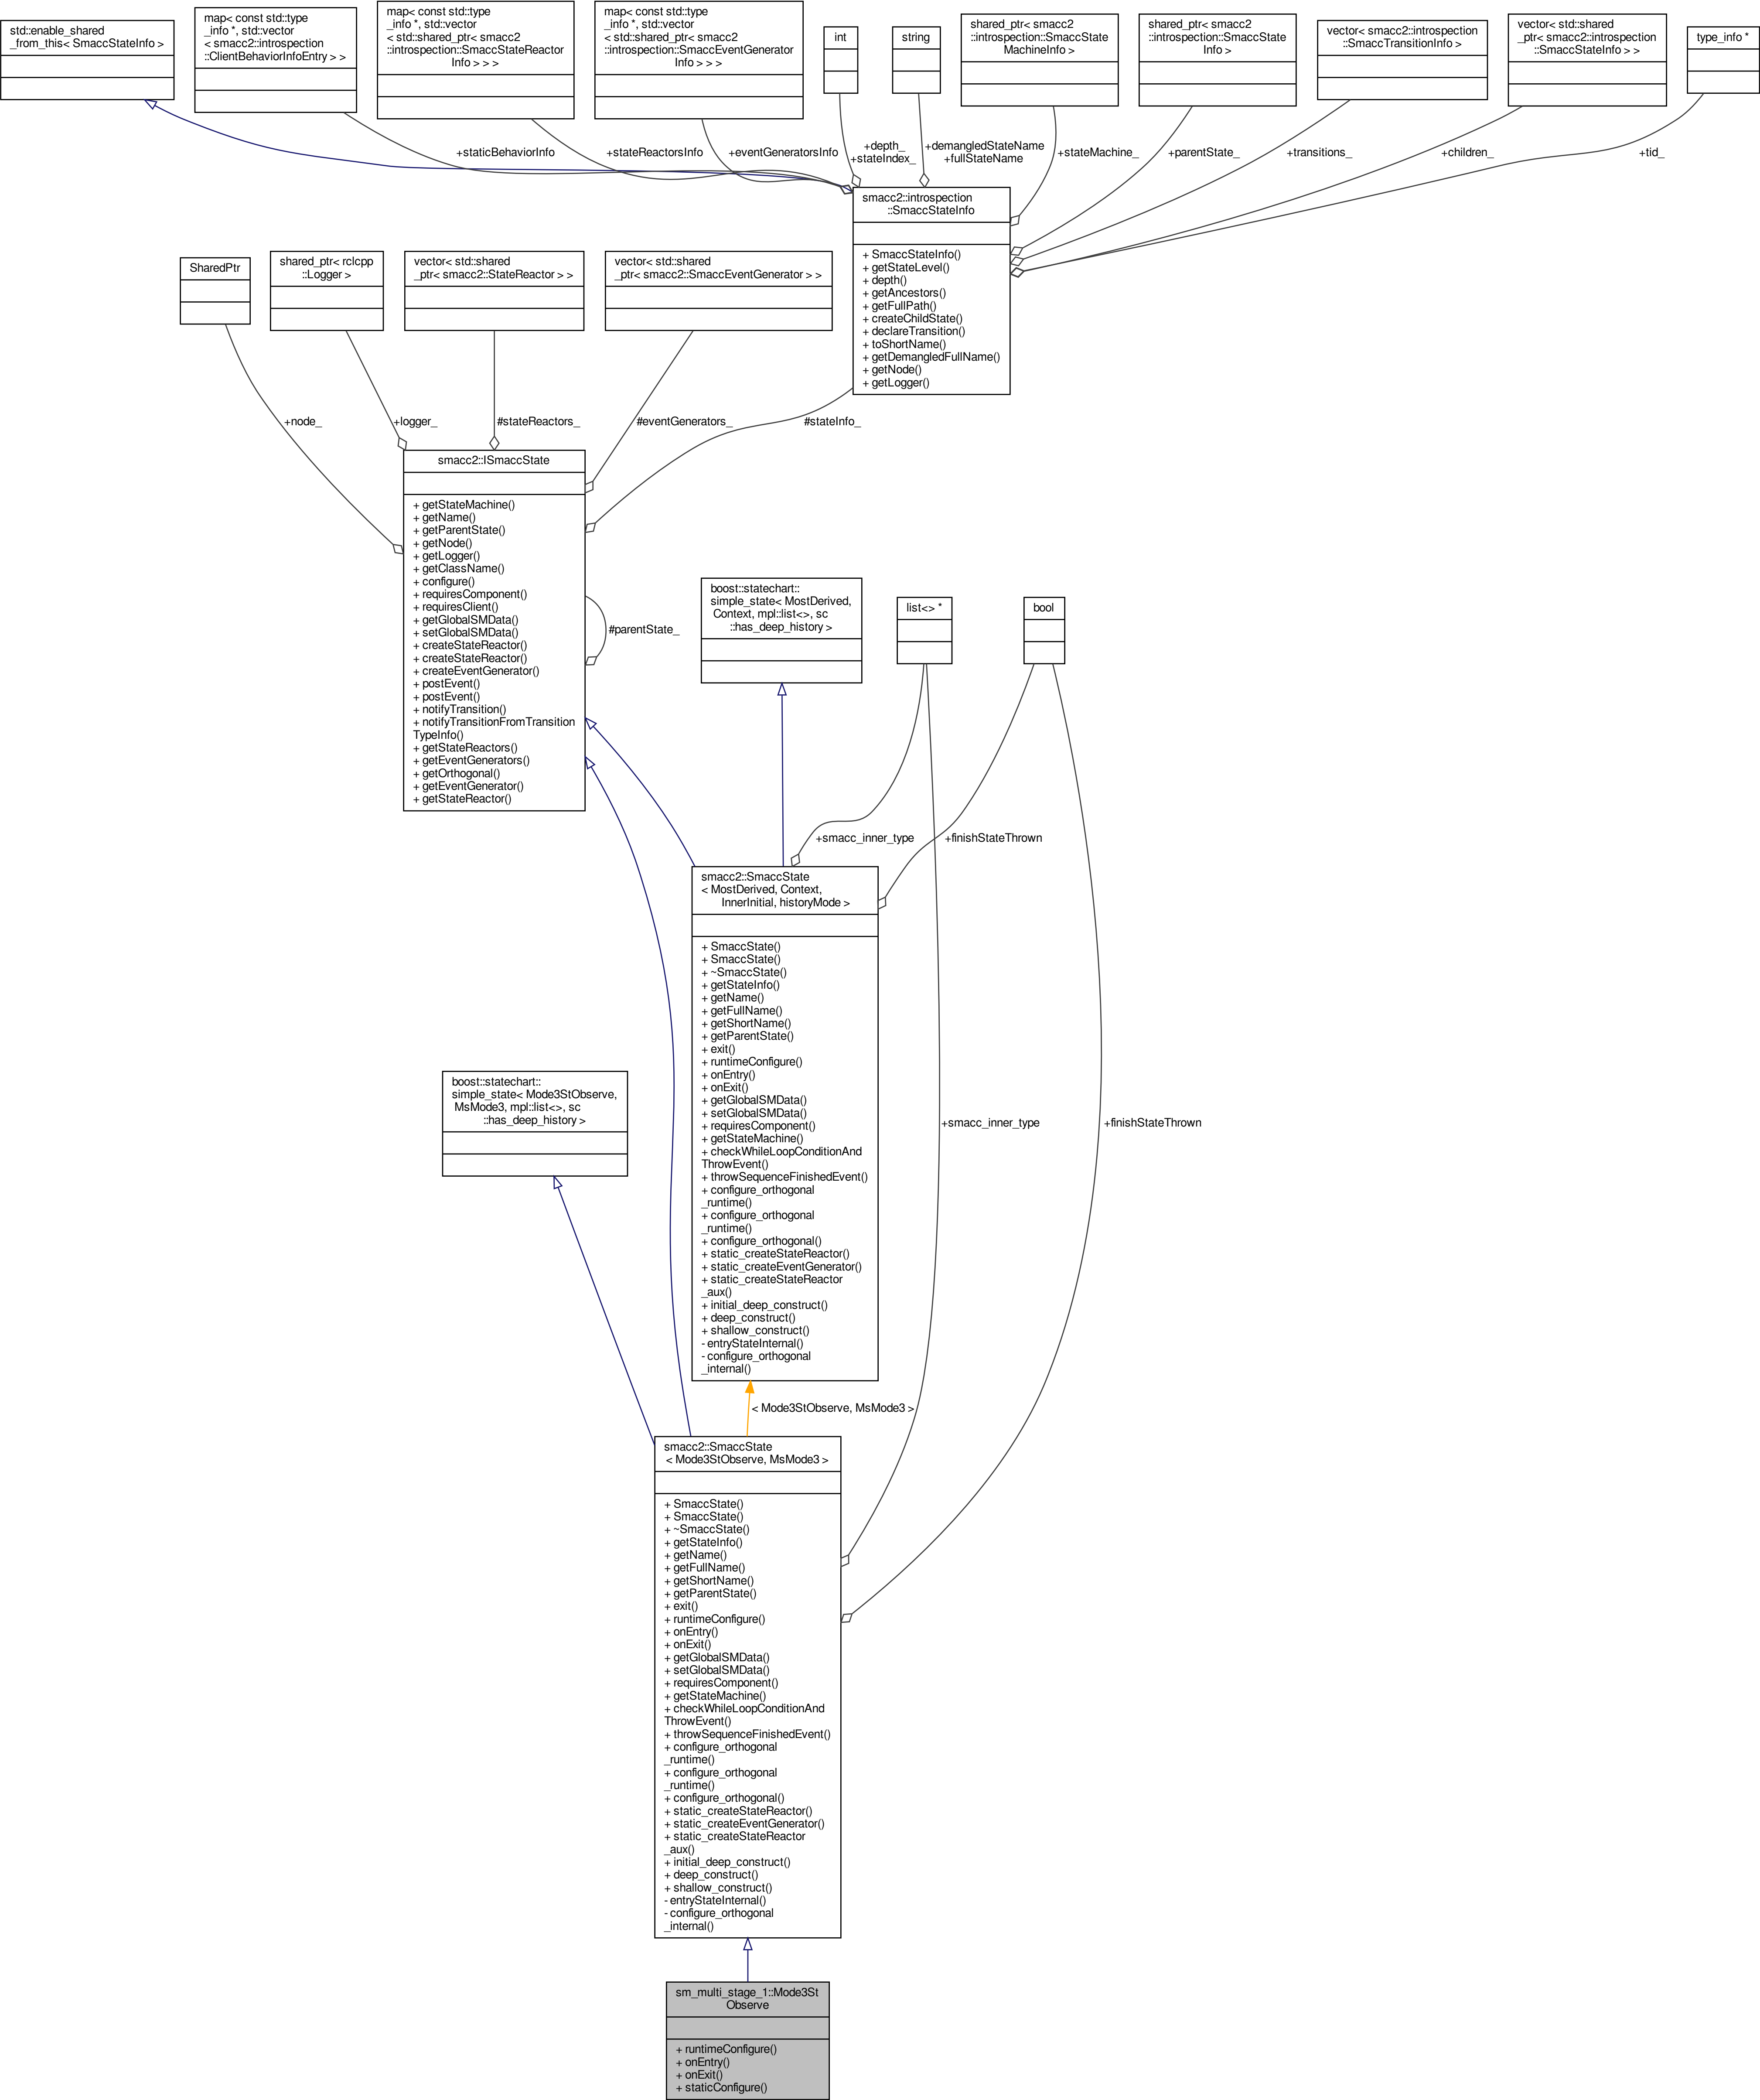 std::enable_shared
_from_this< SmaccStateInfo >
map< const std::type
_info *, std::vector
< smacc2::introspection
::ClientBehaviorInfoEntry > >
map< const std::type
_info *, std::vector
< std::shared_ptr< smacc2
::introspection::SmaccStateReactor
Info > > >
map< const std::type
_info *, std::vector
< std::shared_ptr< smacc2
::introspection::SmaccEventGenerator
Info > > >
int
string
shared_ptr< smacc2
::introspection::SmaccState
MachineInfo >
shared_ptr< smacc2
::introspection::SmaccState
Info >
vector< smacc2::introspection
::SmaccTransitionInfo >
vector< std::shared
_ptr< smacc2::introspection
::SmaccStateInfo > >
type_info *
+staticBehaviorInfo
+stateReactorsInfo
+eventGeneratorsInfo
+depth_
+stateIndex_
+demangledStateName
+fullStateName
+stateMachine_
+parentState_
+transitions_
+children_
+tid_
smacc2::introspection
::SmaccStateInfo
+ SmaccStateInfo()
+ getStateLevel()
+ depth()
+ getAncestors()
+ getFullPath()
+ createChildState()
+ declareTransition()
+ toShortName()
+ getDemangledFullName()
+ getNode()
+ getLogger()
SharedPtr
shared_ptr< rclcpp
::Logger >
vector< std::shared
_ptr< smacc2::StateReactor > >
vector< std::shared
_ptr< smacc2::SmaccEventGenerator > >
+node_
+logger_
#stateReactors_
#eventGenerators_
#stateInfo_
smacc2::ISmaccState
+ getStateMachine()
+ getName()
+ getParentState()
+ getNode()
+ getLogger()
+ getClassName()
+ configure()
+ requiresComponent()
+ requiresClient()
+ getGlobalSMData()
+ setGlobalSMData()
+ createStateReactor()
+ createStateReactor()
+ createEventGenerator()
+ postEvent()
+ postEvent()
+ notifyTransition()
+ notifyTransitionFromTransition
TypeInfo()
+ getStateReactors()
+ getEventGenerators()
+ getOrthogonal()
+ getEventGenerator()
+ getStateReactor()
#parentState_
boost::statechart::
simple_state< MostDerived,
Context, mpl::list<>, sc
::has_deep_history >
list<> *
bool
+smacc_inner_type
+finishStateThrown
smacc2::SmaccState
< MostDerived, Context,
InnerInitial, historyMode >
+ SmaccState()
+ SmaccState()
+ ~SmaccState()
+ getStateInfo()
+ getName()
+ getFullName()
+ getShortName()
+ getParentState()
+ exit()
+ runtimeConfigure()
+ onEntry()
+ onExit()
+ getGlobalSMData()
+ setGlobalSMData()
+ requiresComponent()
+ getStateMachine()
+ checkWhileLoopConditionAnd
ThrowEvent()
+ throwSequenceFinishedEvent()
+ configure_orthogonal
_runtime()
+ configure_orthogonal
_runtime()
+ configure_orthogonal()
+ static_createStateReactor()
+ static_createEventGenerator()
+ static_createStateReactor
_aux()
+ initial_deep_construct()
+ deep_construct()
+ shallow_construct()
- entryStateInternal()
- configure_orthogonal
_internal()
boost::statechart::
simple_state< Mode3StObserve,
MsMode3, mpl::list<>, sc
::has_deep_history >
+smacc_inner_type
+finishStateThrown
< Mode3StObserve, MsMode3 >
smacc2::SmaccState
< Mode3StObserve, MsMode3 >
+ SmaccState()
+ SmaccState()
+ ~SmaccState()
+ getStateInfo()
+ getName()
+ getFullName()
+ getShortName()
+ getParentState()
+ exit()
+ runtimeConfigure()
+ onEntry()
+ onExit()
+ getGlobalSMData()
+ setGlobalSMData()
+ requiresComponent()
+ getStateMachine()
+ checkWhileLoopConditionAnd
ThrowEvent()
+ throwSequenceFinishedEvent()
+ configure_orthogonal
_runtime()
+ configure_orthogonal
_runtime()
+ configure_orthogonal()
+ static_createStateReactor()
+ static_createEventGenerator()
+ static_createStateReactor
_aux()
+ initial_deep_construct()
+ deep_construct()
+ shallow_construct()
- entryStateInternal()
- configure_orthogonal
_internal()
sm_multi_stage_1::Mode3St
Observe
+ runtimeConfigure()
+ onEntry()
+ onExit()
+ staticConfigure()